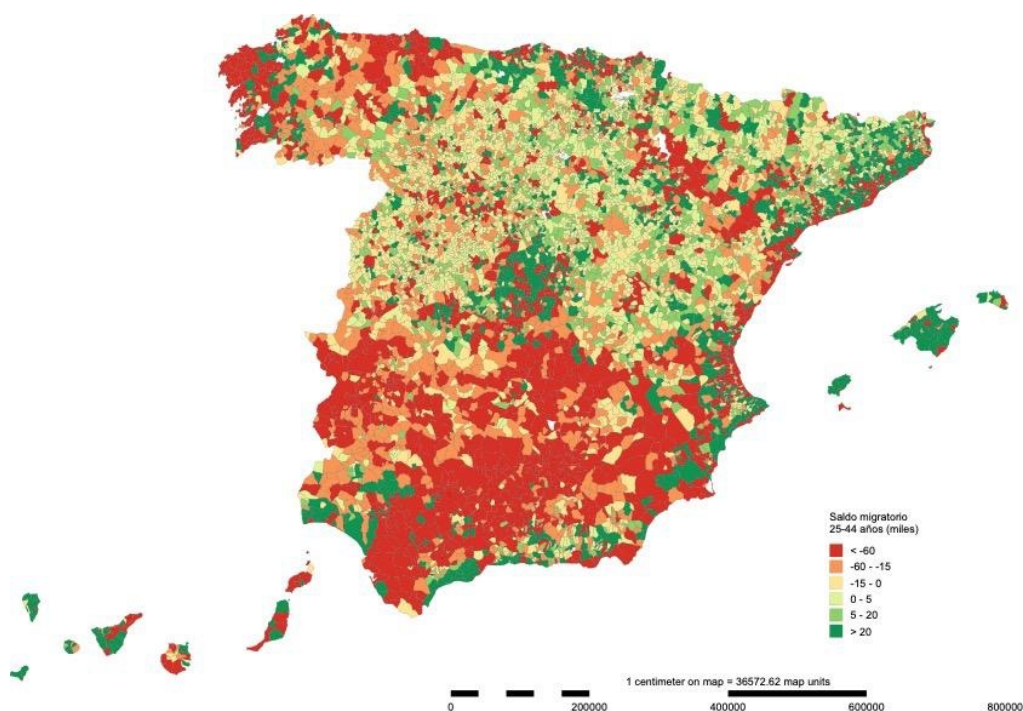 Saldo migratorio
25-44 años (miles)
< -60
-60 - -15
-15 - 0
0 - 5
5 - 20
> 20
1 centimeter on map = 36572.62 map units
0 200000 400000 600000 800000